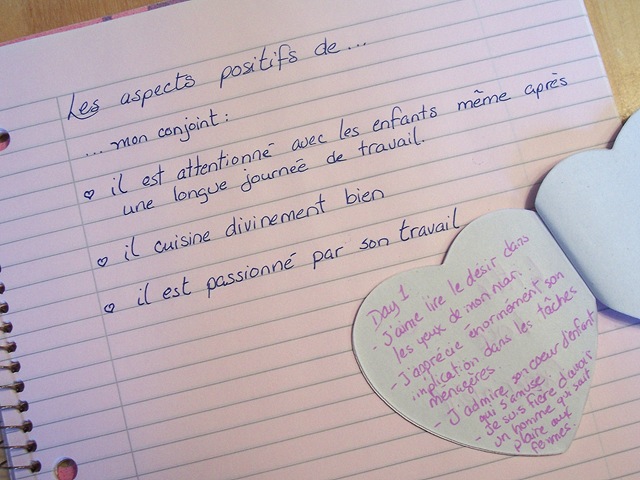 Les aspects positifs de...
... mon conjoint:
il est attentionné avec les enfants même après
une longue journée de travail.
il cuisine divinement bien
il est passionné par son travail
Day 1
- J'aime lire le désir dans
les yeux de mon
- J'apprécie énormément son
implication dans les tâches
ménagères.
- J'admire son coeur d'enfant
qui s'amuse.
- Je suis fière d'avoir
un homme qui sait
plaire aux
femmes.